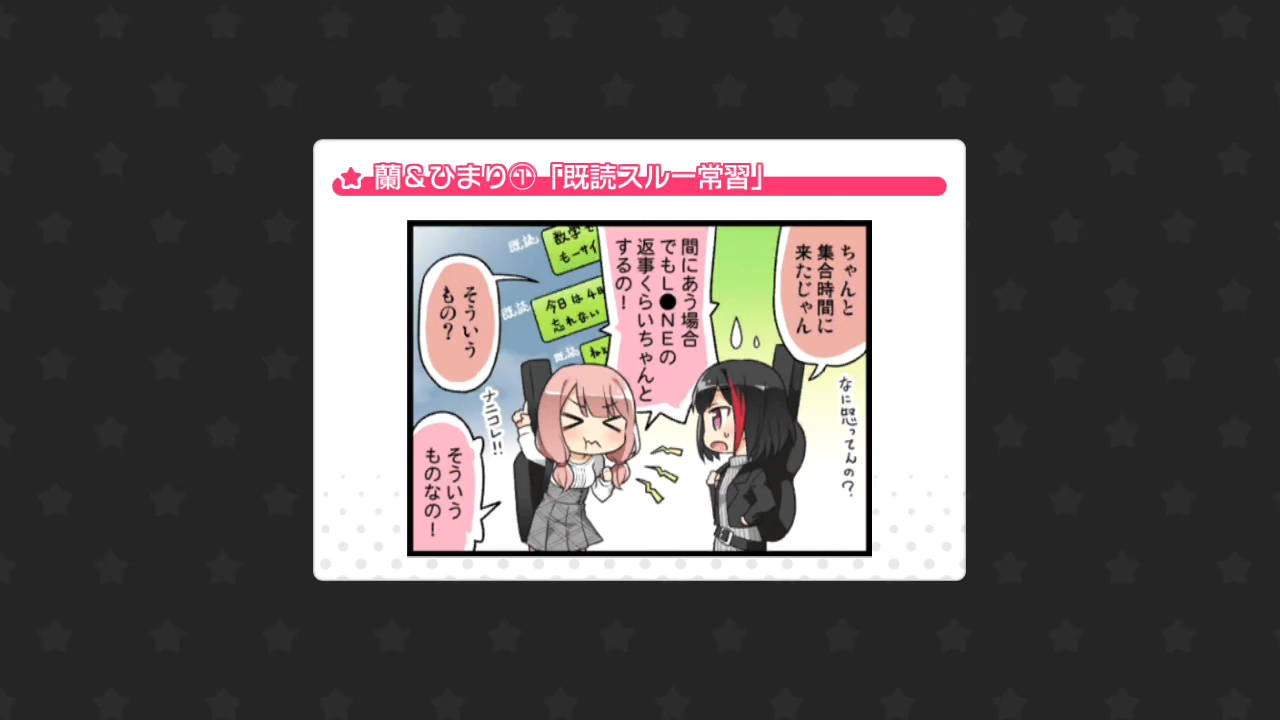 蘭＆ひまり①「既読スルー常習」
ちゃんと
集合時間に
来たじゃん
なに怒ってんの？
間にあう場合
でもL●NEの
返事くらいちゃんと
するの！
既読
数学で
もーサイ
既読
今日は4時
忘れない
既読
そういう
もの？
ナニコレ!!
そういう
ものなの！